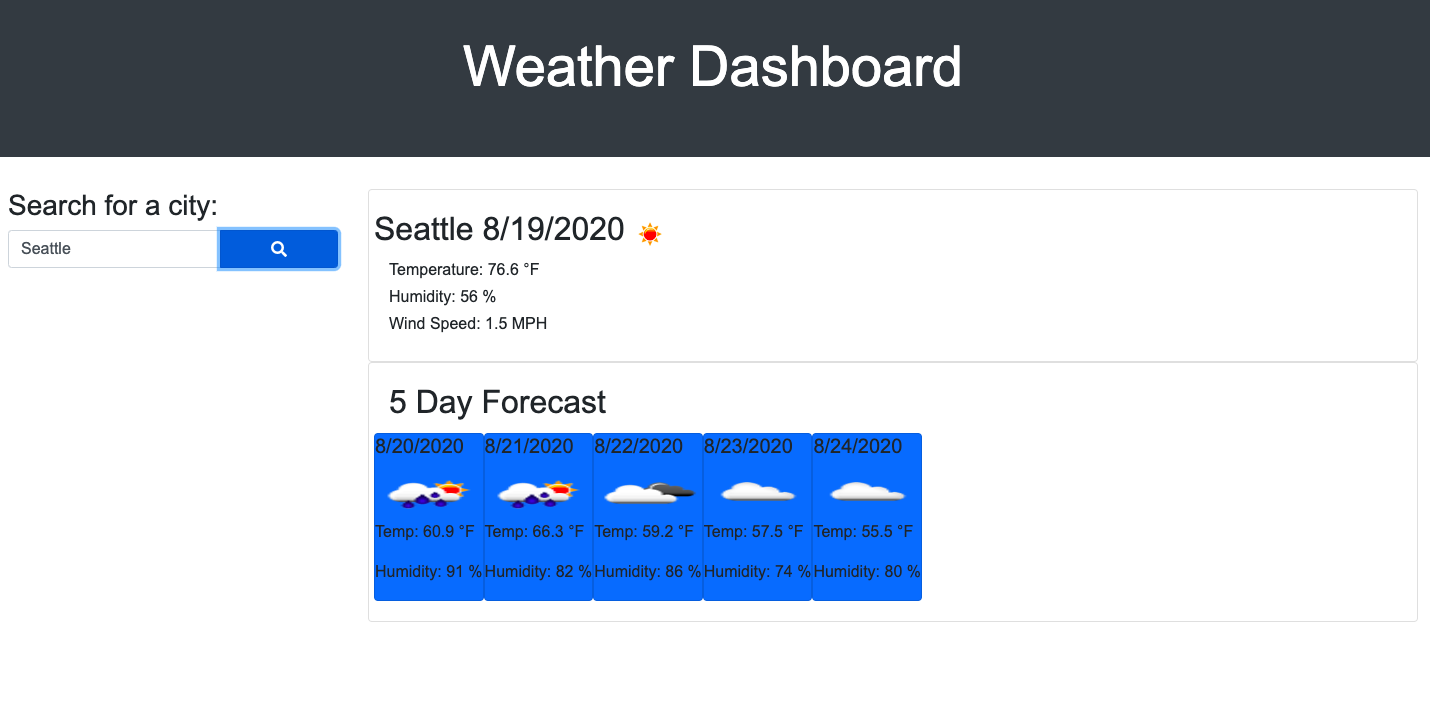 Weather Dashboard
Search for a city:
Seattle
Seattle 8/19/2020
Temperature: 76.6 °F
Humidity: 56 %
Wind Speed: 1.5 MPH
5 Day Forecast
8/20/2020 8/21/2020 8/22/2020 8/23/2020 8/24/2020
Temp: 60.9 °F Temp: 66.3 °F Temp: 59.2 °F Temp: 57.5 °F Temp: 55.5 °F
Humidity: 91 % Humidity: 82 % Humidity: 86 % Humidity: 74 % Humidity: 80 %